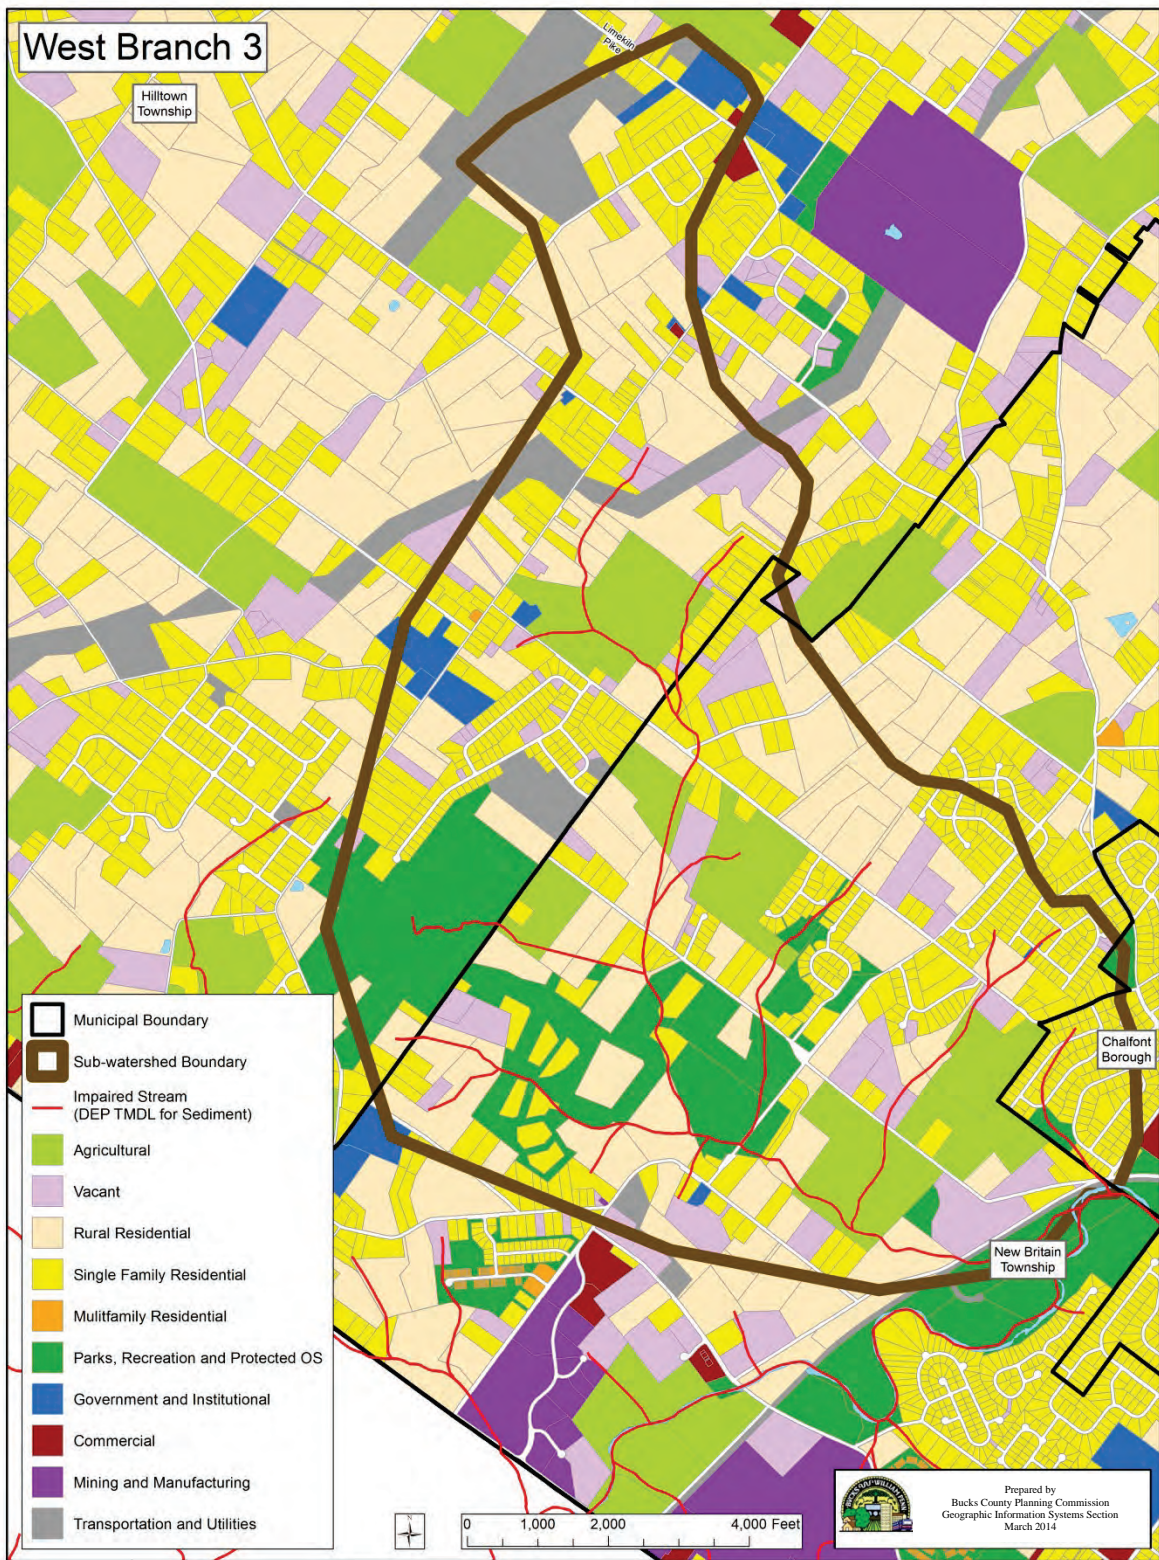 West Branch 3
Hilltown
Township
Limekiln
Pike
Chalfont
Borough
New Britain
Township
Municipal Boundary
Sub-watershed Boundary
Impaired Stream
(DEP TMDL for Sediment)
Agricultural
Vacant
Rural Residential
Single Family Residential
Mulitfamily Residential
Parks, Recreation and Protected OS
Government and Institutional
Commercial
Mining and Manufacturing
Transportation and Utilities
0 1,000 2,000 4,000 Feet
Prepared by
Bucks County Planning Commission
Geographic Information Systems Section
March 2014